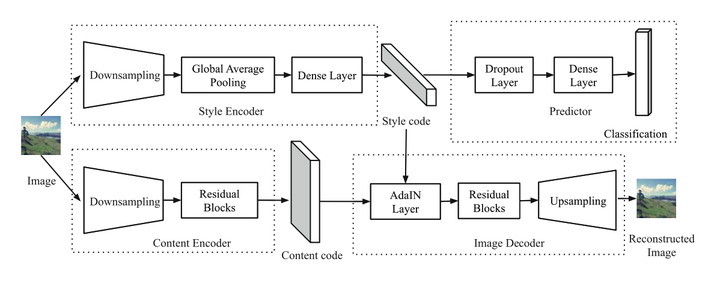 Downsampling
Global Average
Pooling
Dense Layer
Style Encoder
Style code
Dropout
Layer
Dense
Layer
Predictor
Classification
Image
Downsampling
Residual
Blocks
Content Encoder
Content code
AdaIN
Layer
Residual
Blocks
Upsampling
Image Decoder
Reconstructed
Image